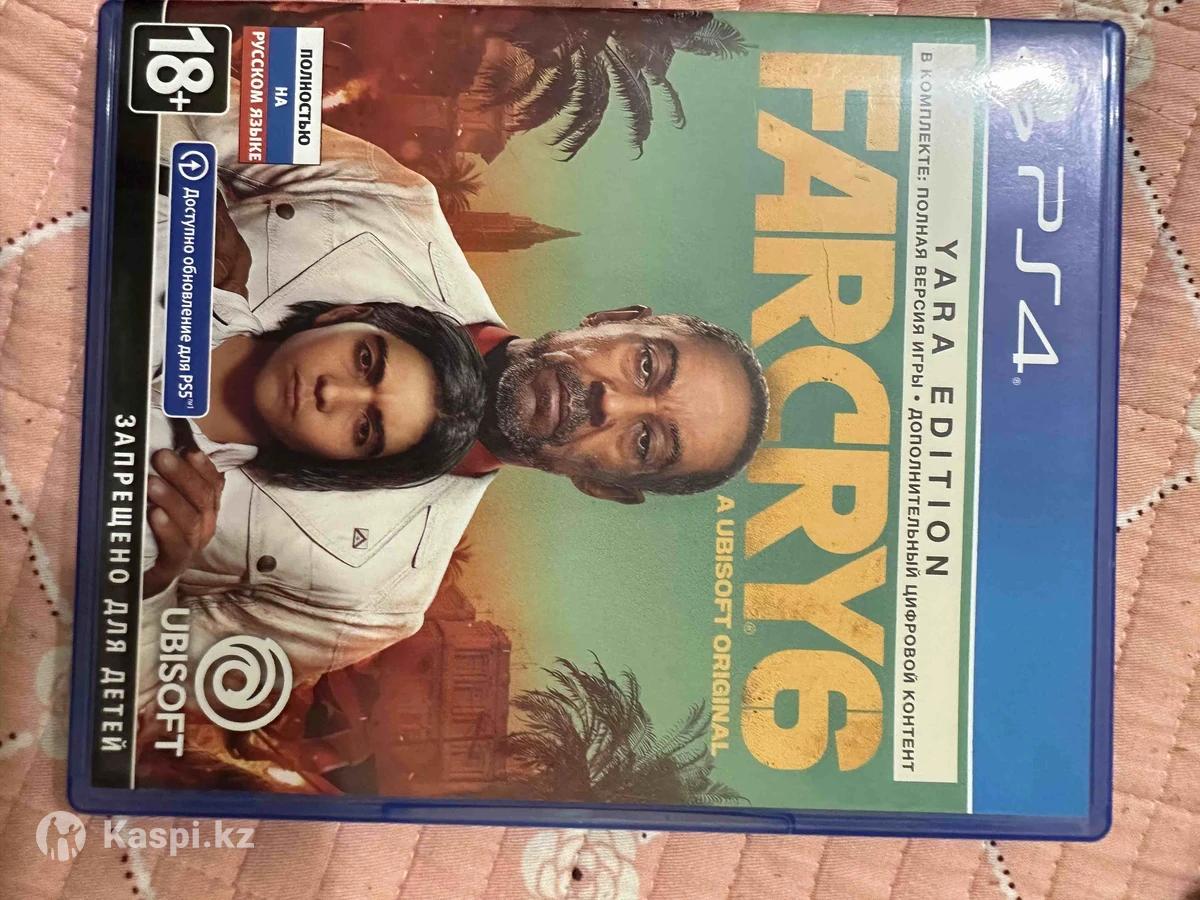 PS4®
YARA EDITION
В КОМПЛЕКТЕ: ПОЛНАЯ ВЕРСИЯ ИГРЫ • ДОПОЛНИТЕЛЬНЫЙ ЦИФРОВОЙ КОНТЕНТ
FARCRY6®
A UBISOFT ORIGINAL
ПОЛНОСТЬЮ
НА
РУССКОМ ЯЗЫКЕ
18+
Доступно обновление для PS5™¹
UBISOFT
ЗАПРЕЩЕНО ДЛЯ ДЕТЕЙ
Kaspi.kz